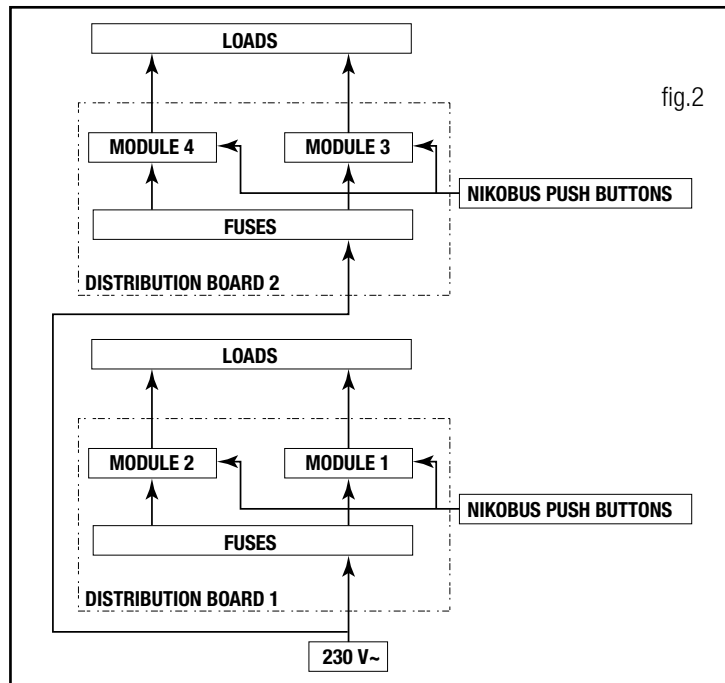 LOADS
fig.2
MODULE 4
MODULE 3
NIKOBUS PUSH BUTTONS
FUSES
DISTRIBUTION BOARD 2
LOADS
MODULE 2
MODULE 1
NIKOBUS PUSH BUTTONS
FUSES
DISTRIBUTION BOARD 1
230 V~